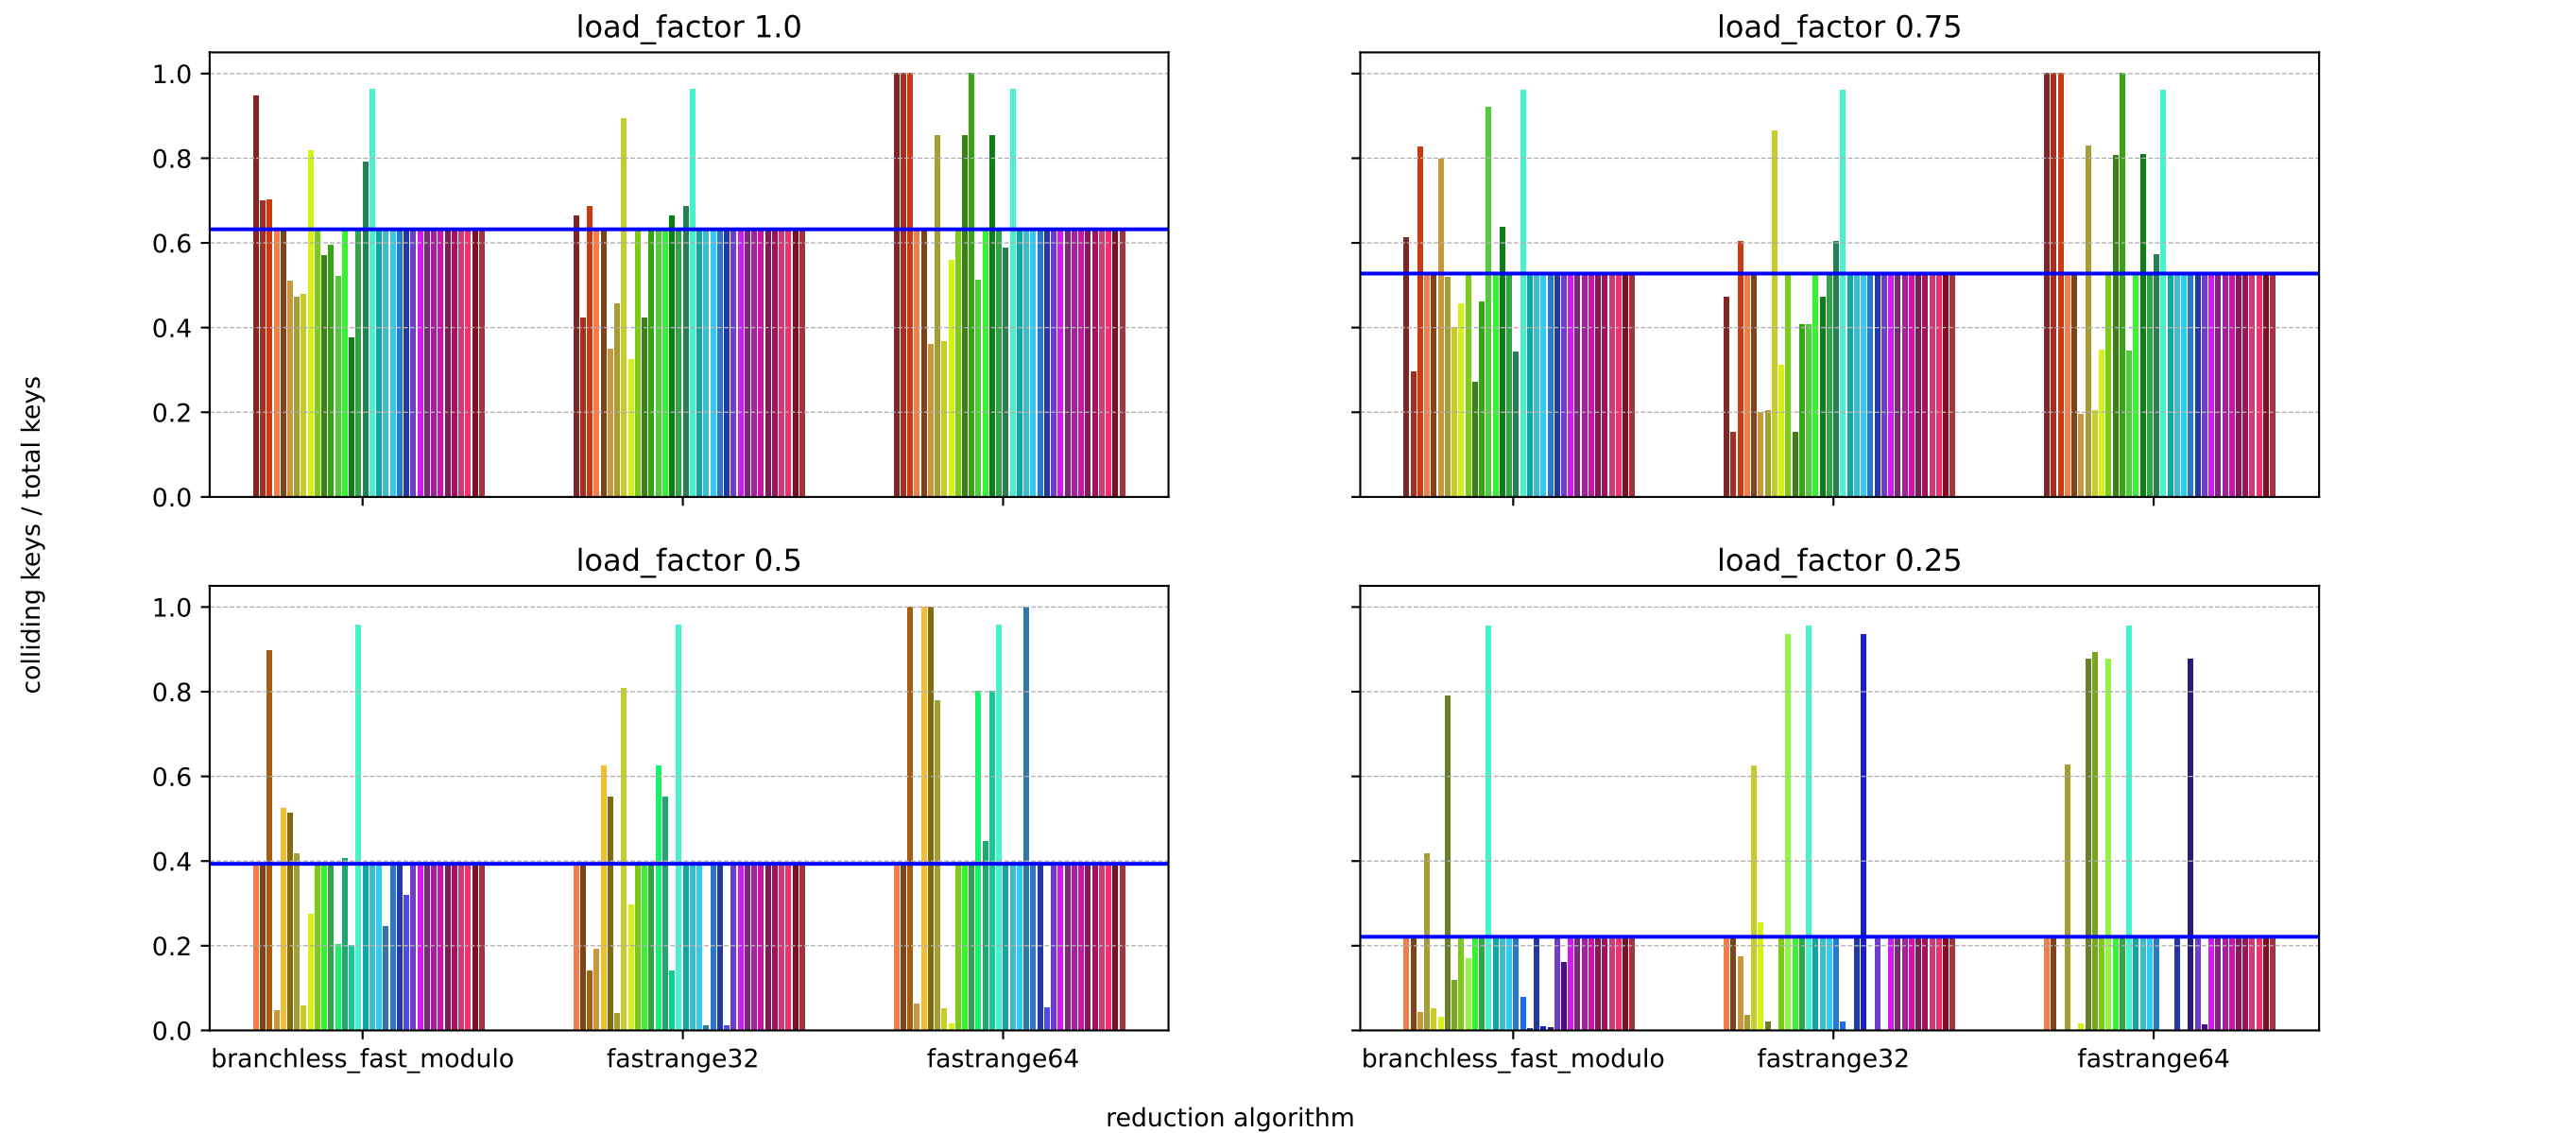 load_factor 1.0
load_factor 0.75
1.0
0.8
0.6
0.4
0.2
0.0
colliding keys / total keys
load_factor 0.5
load_factor 0.25
1.0
0.8
0.6
0.4
0.2
0.0
branchless_fast_modulo
fastrange32
fastrange64
branchless_fast_modulo
fastrange32
fastrange64
reduction algorithm